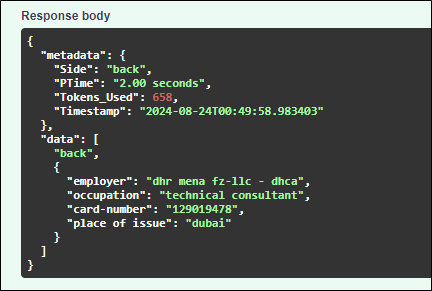 Response body
{
  "metadata": {
    "Side": "back",
    "PTime": "2.00 seconds",
    "Tokens_Used": 658,
    "Timestamp": "2024-08-24T00:49:58.983403"
  },
  "data": [
    "back",
    {
      "employer": "dhr mena fz-llc - dhca",
      "occupation": "technical consultant",
      "card-number": "129019478",
      "place of issue": "dubai"
    }
  ]
}